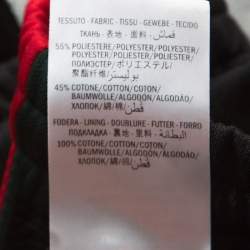 TESSUTO - FABRIC - TISSU - GEWEBE - TECIDO
ТКАНЬ - 表地 - 面料 - قماش
55% POLIESTERE/POLYESTER/POLYESTER/
POLYESTER/POLIÉSTER/POLYESTER/
ПОЛИЭСТЕР/ポリエステル/
聚酯纤维/بوليستر
45% COTONE/COTTON/COTON/
BAUMWOLLE/ALGODÓN/ALGODÃO/
ХЛОПОК/綿/棉/قطن
FODERA - LINING - DOUBLURE - FUTTER - FORRO
ПОДКЛАДКА - 裏地 - 里料 - البطانة
100% COTONE/COTTON/COTON/
BAUMWOLLE/ALGODÓN/ALGODÃO/
ХЛОПОК/綿/棉/قطن